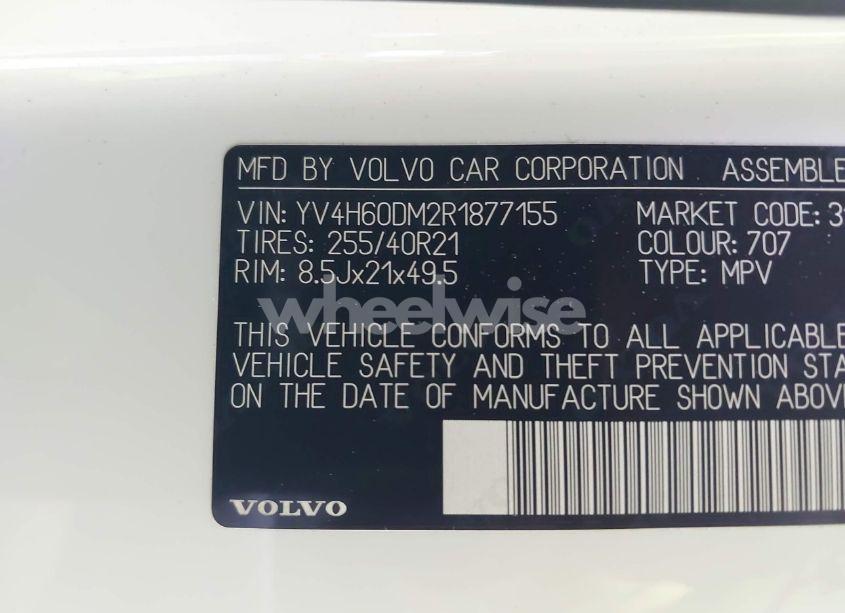 MFD BY VOLVO CAR CORPORATION ASSEMBLE
VIN: YV4H60DM2R1877155 MARKET CODE: 3
TIRES: 255/40R21 COLOUR: 707
RIM: 8.5Jx21x49.5 TYPE: MPV
wheelwise
THIS VEHICLE CONFORMS TO ALL APPLICABLE
VEHICLE SAFETY AND THEFT PREVENTION STA
ON THE DATE OF MANUFACTURE SHOWN ABOVE
VOLVO